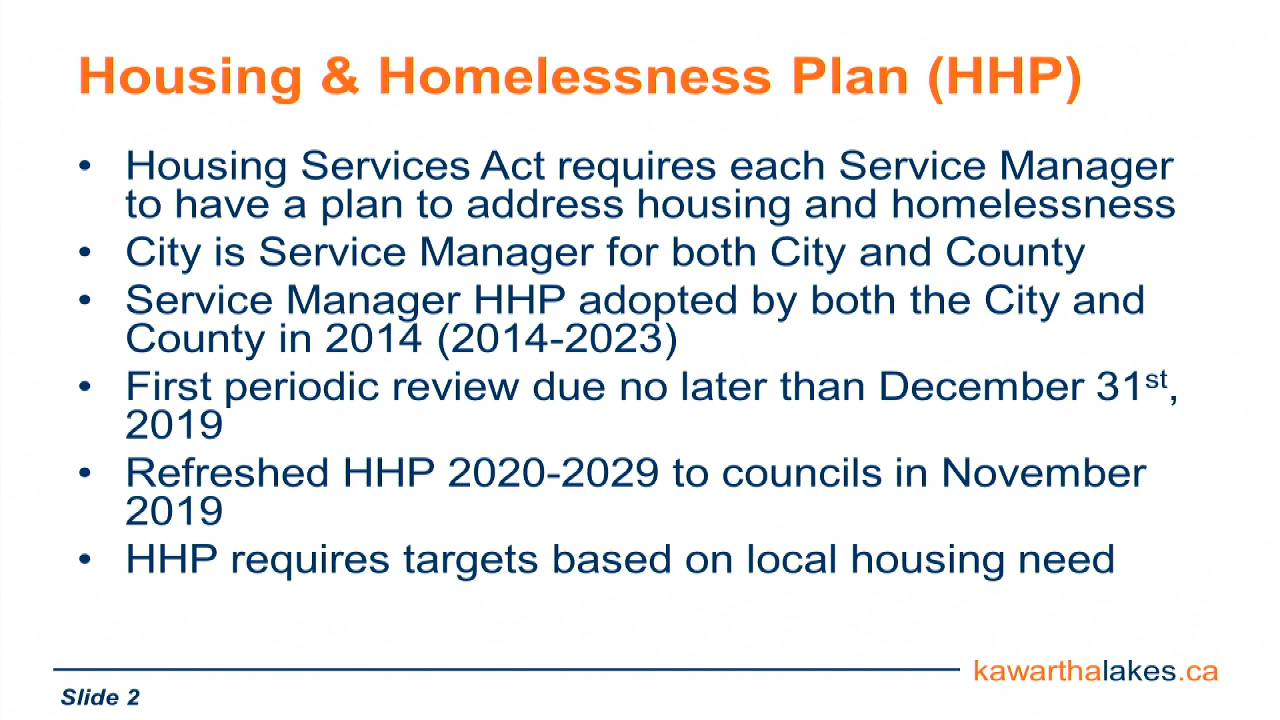 Housing & Homelessness Plan (HHP)
• Housing Services Act requires each Service Manager
to have a plan to address housing and homelessness
• City is Service Manager for both City and County
• Service Manager HHP adopted by both the City and
County in 2014 (2014-2023)
• First periodic review due no later than December 31st,
2019
• Refreshed HHP 2020-2029 to councils in November
2019
• HHP requires targets based on local housing need
kawarthalakes.ca
Slide 2